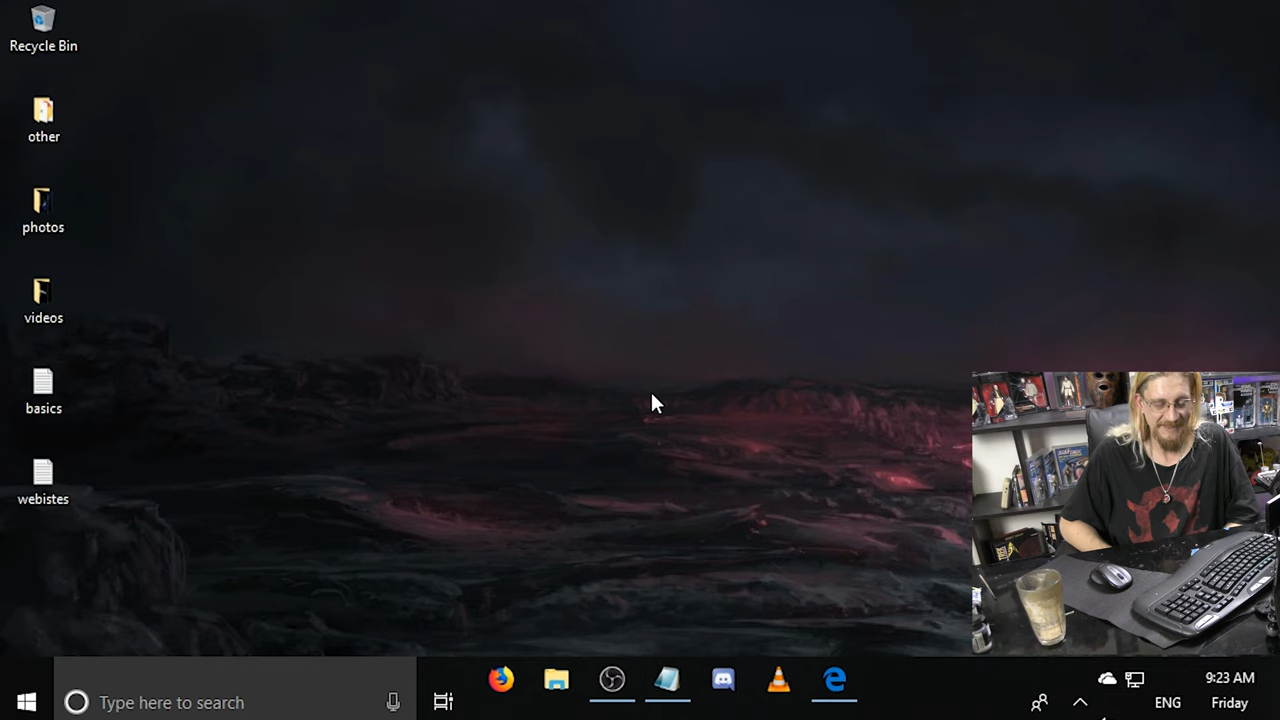 Recycle Bin
other
photos
videos
basics
webistes
Type here to search
9:23 AM
ENG
Friday